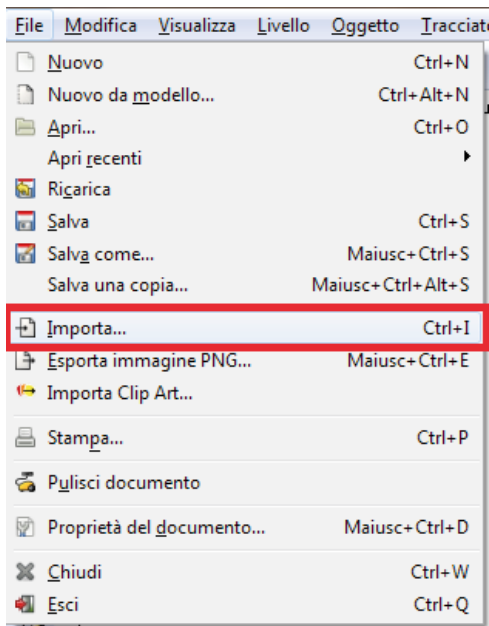 File Modifica Visualizza Livello Oggetto Tracciato
Nuovo Ctrl+N
Nuovo da modello... Ctrl+Alt+N
Apri... Ctrl+O
Apri recenti
Ricarica
Salva Ctrl+S
Salva come... Maiusc+Ctrl+S
Salva una copia... Maiusc+Ctrl+Alt+S
Importa... Ctrl+I
Esporta immagine PNG... Maiusc+Ctrl+E
Importa Clip Art...
Stampa... Ctrl+P
Pulisci documento
Proprietà del documento... Maiusc+Ctrl+D
Chiudi Ctrl+W
Esci Ctrl+Q